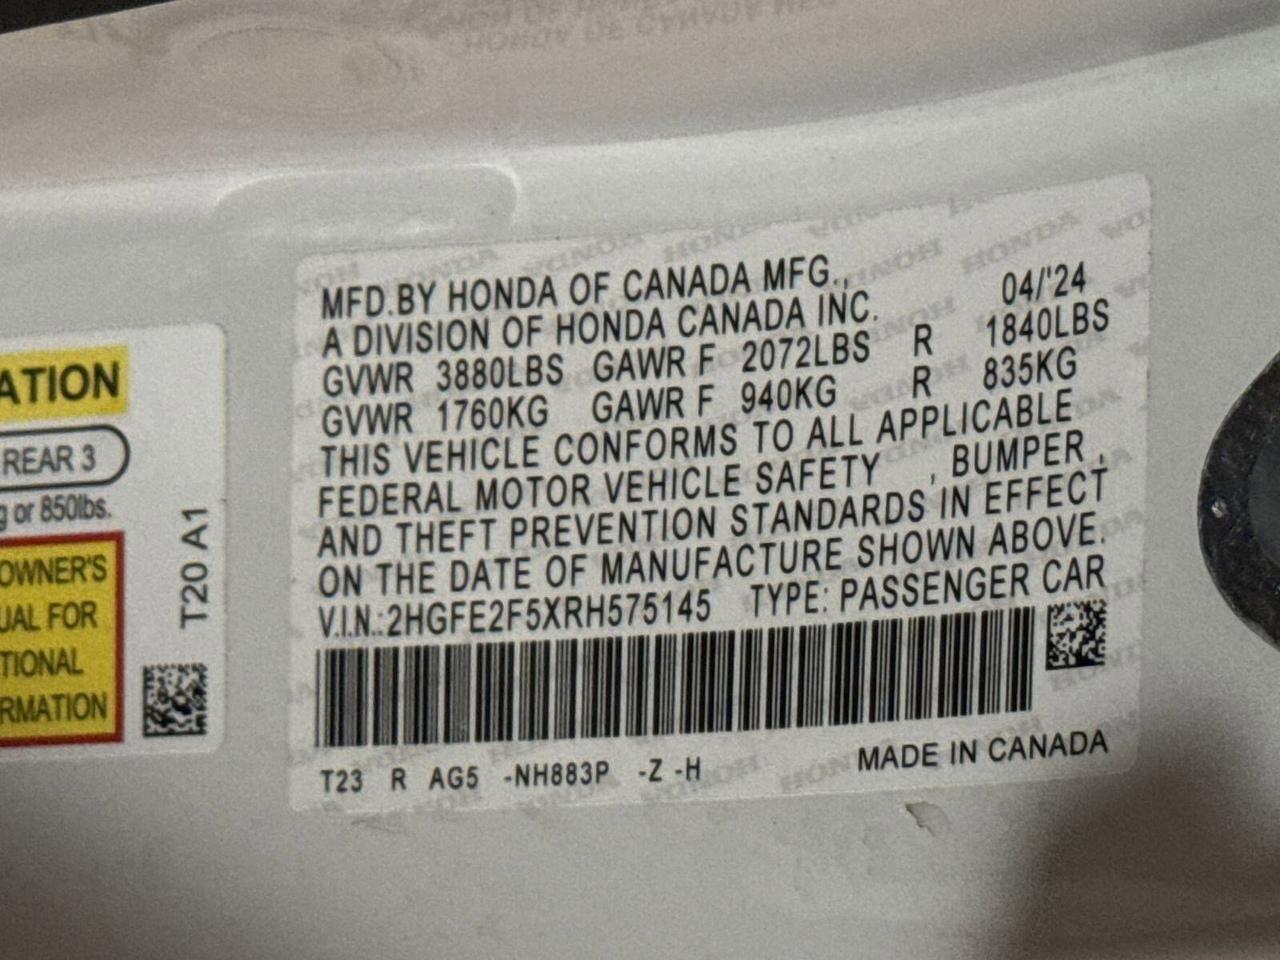 ATION
REAR 3
g or 850lbs.
OWNER'S
UAL FOR
TIONAL
RMATION
T20 A1
MFD.BY HONDA OF CANADA MFG.,
A DIVISION OF HONDA CANADA INC. 04/'24
GVWR 3880LBS GAWR F 2072LBS R 1840LBS
GVWR 1760KG GAWR F 940KG R 835KG
THIS VEHICLE CONFORMS TO ALL APPLICABLE
FEDERAL MOTOR VEHICLE SAFETY , BUMPER ,
AND THEFT PREVENTION STANDARDS IN EFFECT
ON THE DATE OF MANUFACTURE SHOWN ABOVE.
V.I.N.:2HGFE2F5XRH575145 TYPE: PASSENGER CAR
T23 R AG5 -NH883P -Z -H MADE IN CANADA